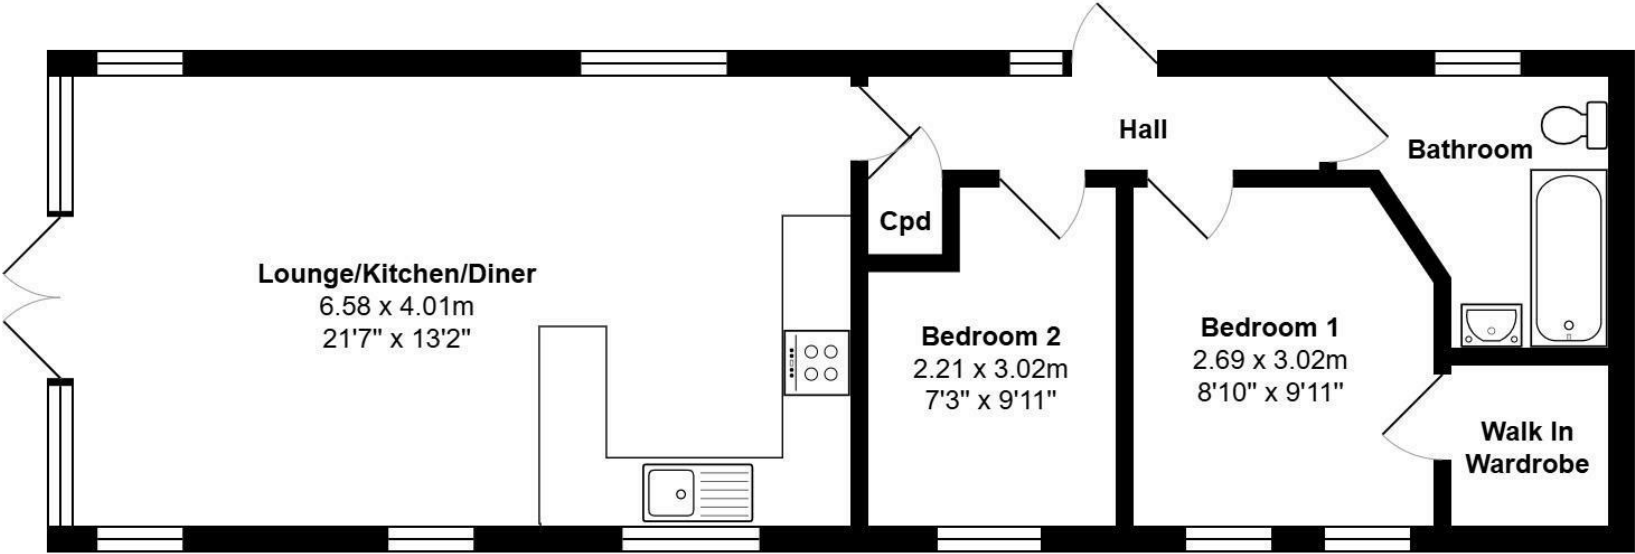 Hall
Bathroom
Cpd
Lounge/Kitchen/Diner
6.58 x 4.01m
21'7" x 13'2"
Bedroom 2
2.21 x 3.02m
7'3" x 9'11"
Bedroom 1
2.69 x 3.02m
8'10" x 9'11"
Walk In
Wardrobe